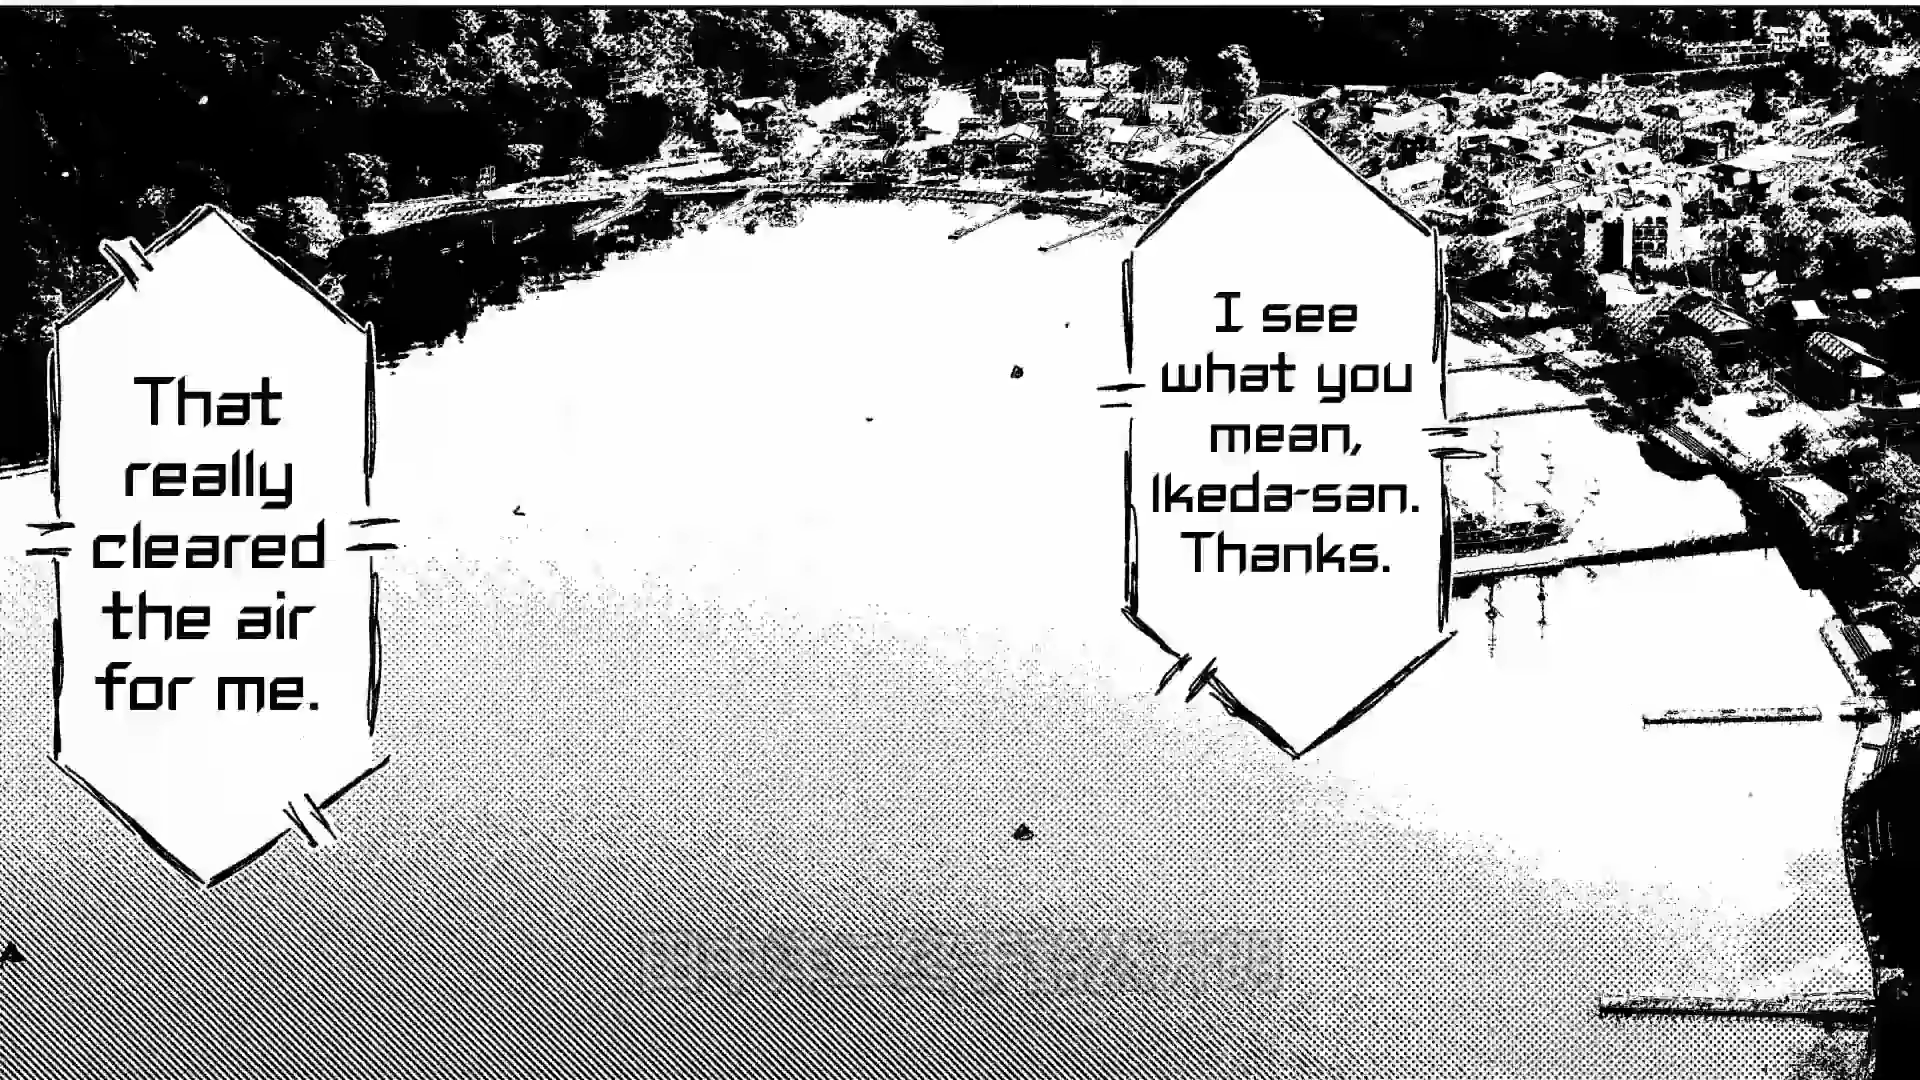 I see
what you
mean,
Ikeda-san.
Thanks.
That
really
cleared
the air
for me.